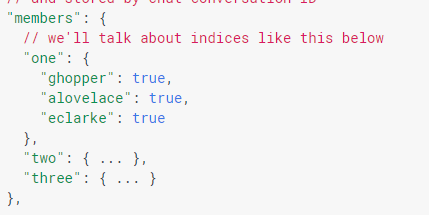 // and stored by chat conversation ID
"members": {
// we'll talk about indices like this below
"one": {
"ghopper": true,
"alovelace": true,
"eclarke": true
},
"two": { ... },
"three": { ... }
},